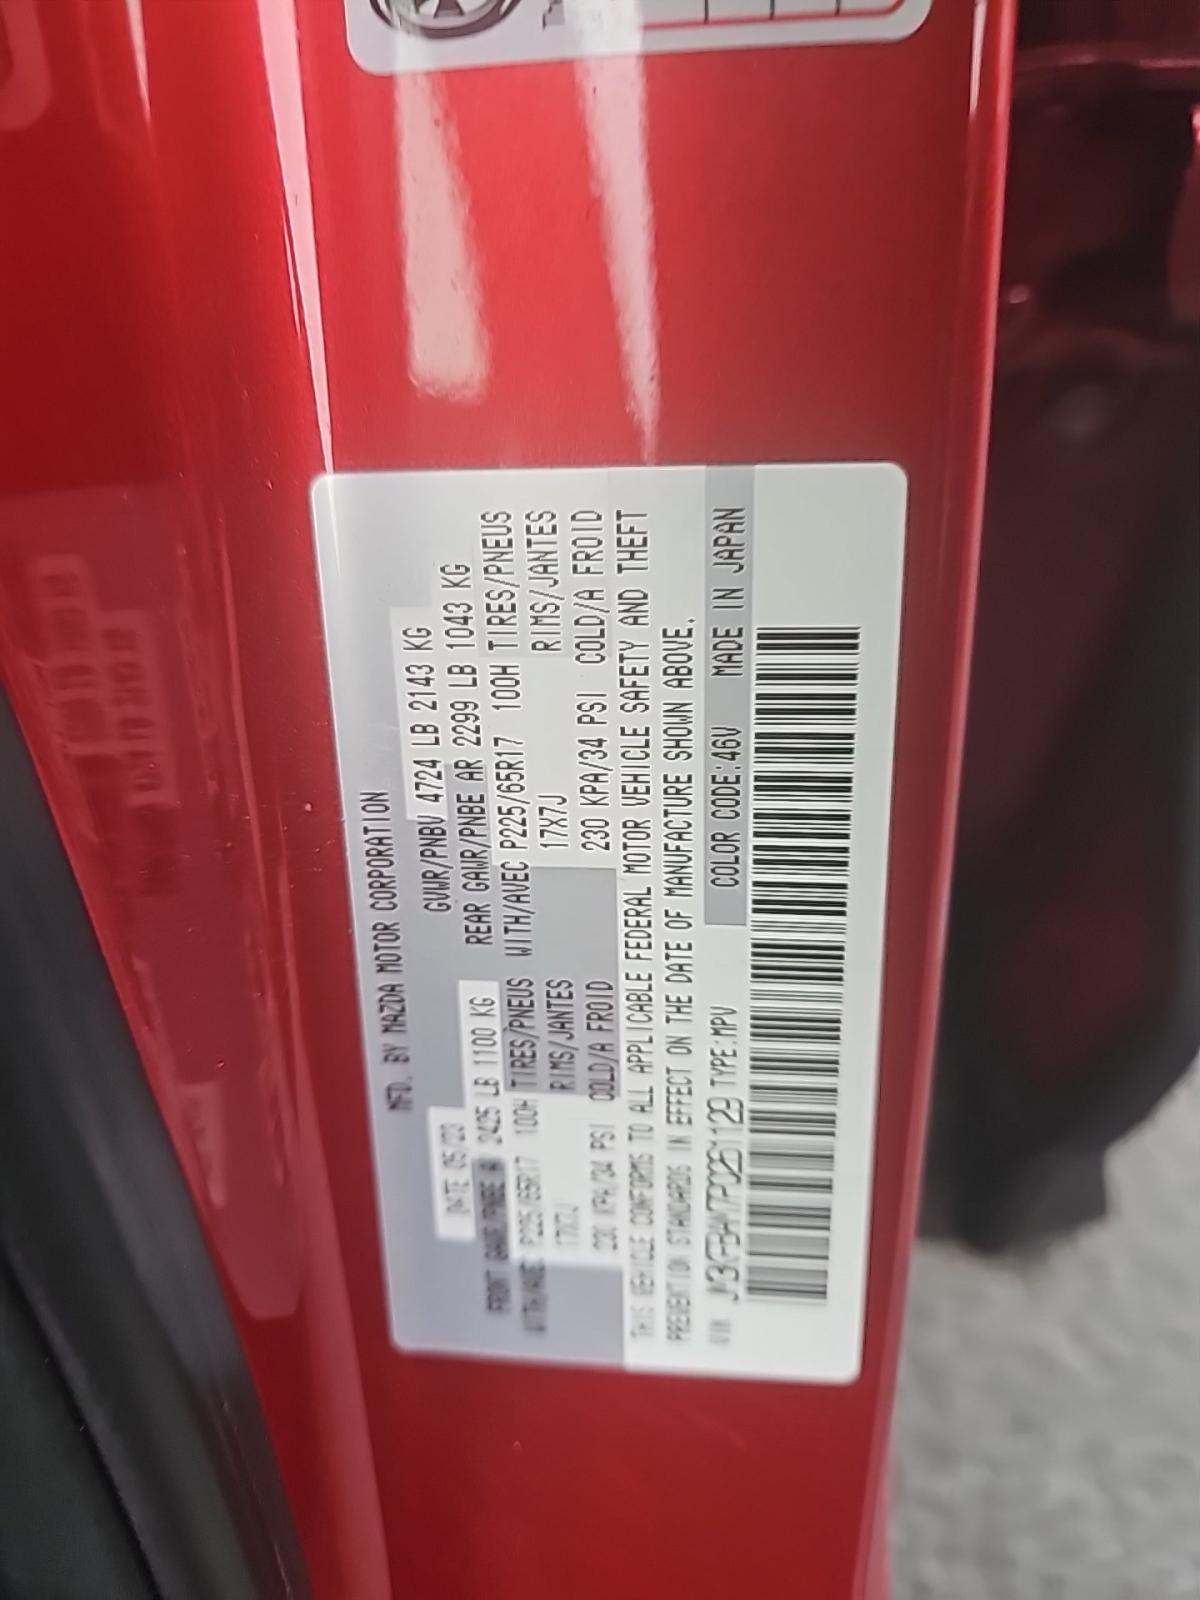 MFD. BY MAZDA MOTOR CORPORATION
DATE 05/23 GVWR/PNBV 4724 LB 2143 KG
FRONT GAWR/PNBE A 2425 LB 1100 KG REAR GAWR/PNBE AR 2299 LB 1043 KG
WITH/AVEC P225/65R17 100H TIRES/PNEUS WITH/AVEC P225/65R17 100H TIRES/PNEUS
17X7J RIMS/JANTES 17X7J RIMS/JANTES
230 KPA/34 PSI COLD/A FROID 230 KPA/34 PSI COLD/A FROID
THIS VEHICLE CONFORMS TO ALL APPLICABLE FEDERAL MOTOR VEHICLE SAFETY AND THEFT
PREVENTION STANDARDS IN EFFECT ON THE DATE OF MANUFACTURE SHOWN ABOVE.
VIN TYPE:MPV COLOR CODE:46V MADE IN JAPAN